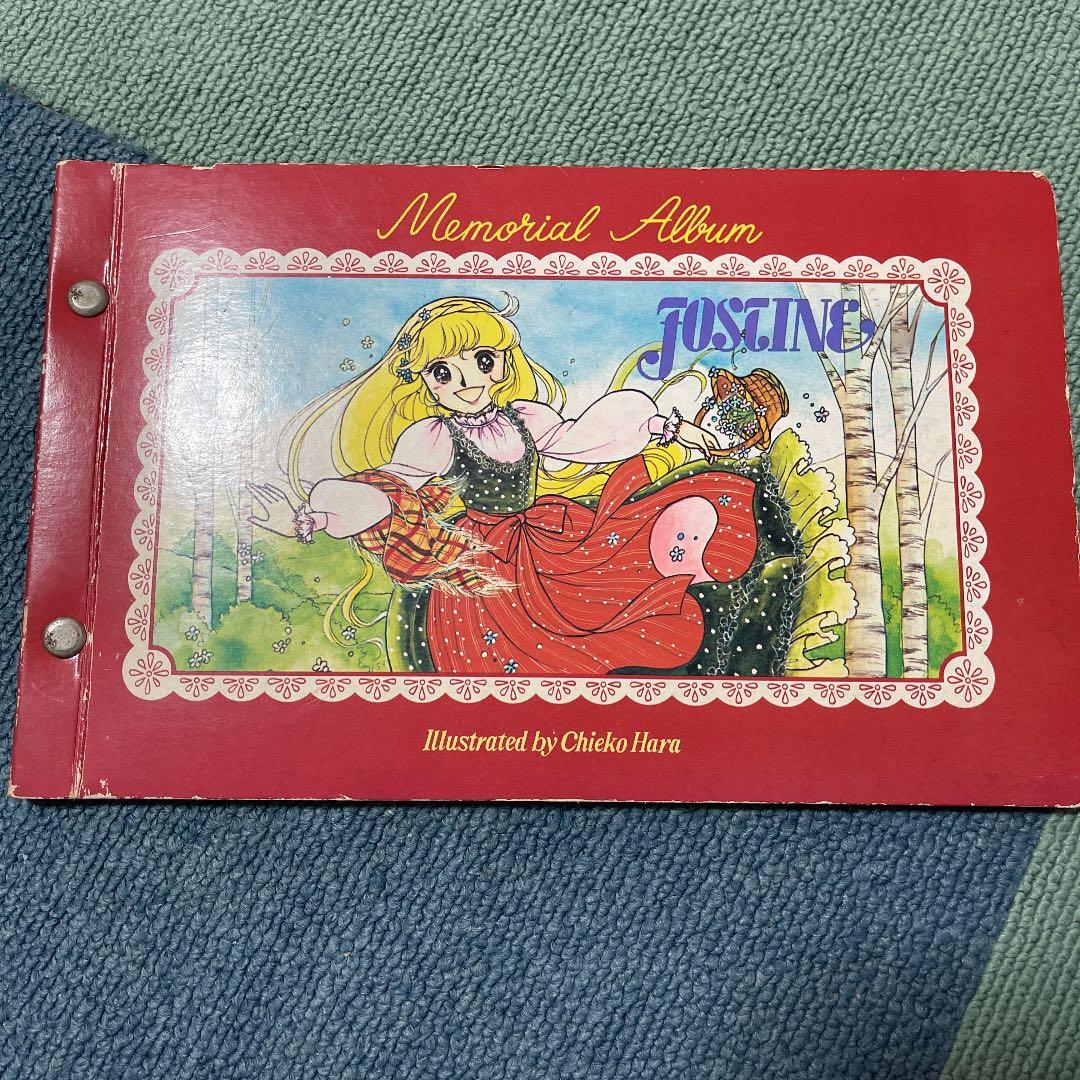 Memorial Album
JOSTINE
Illustrated by Chieko Hara